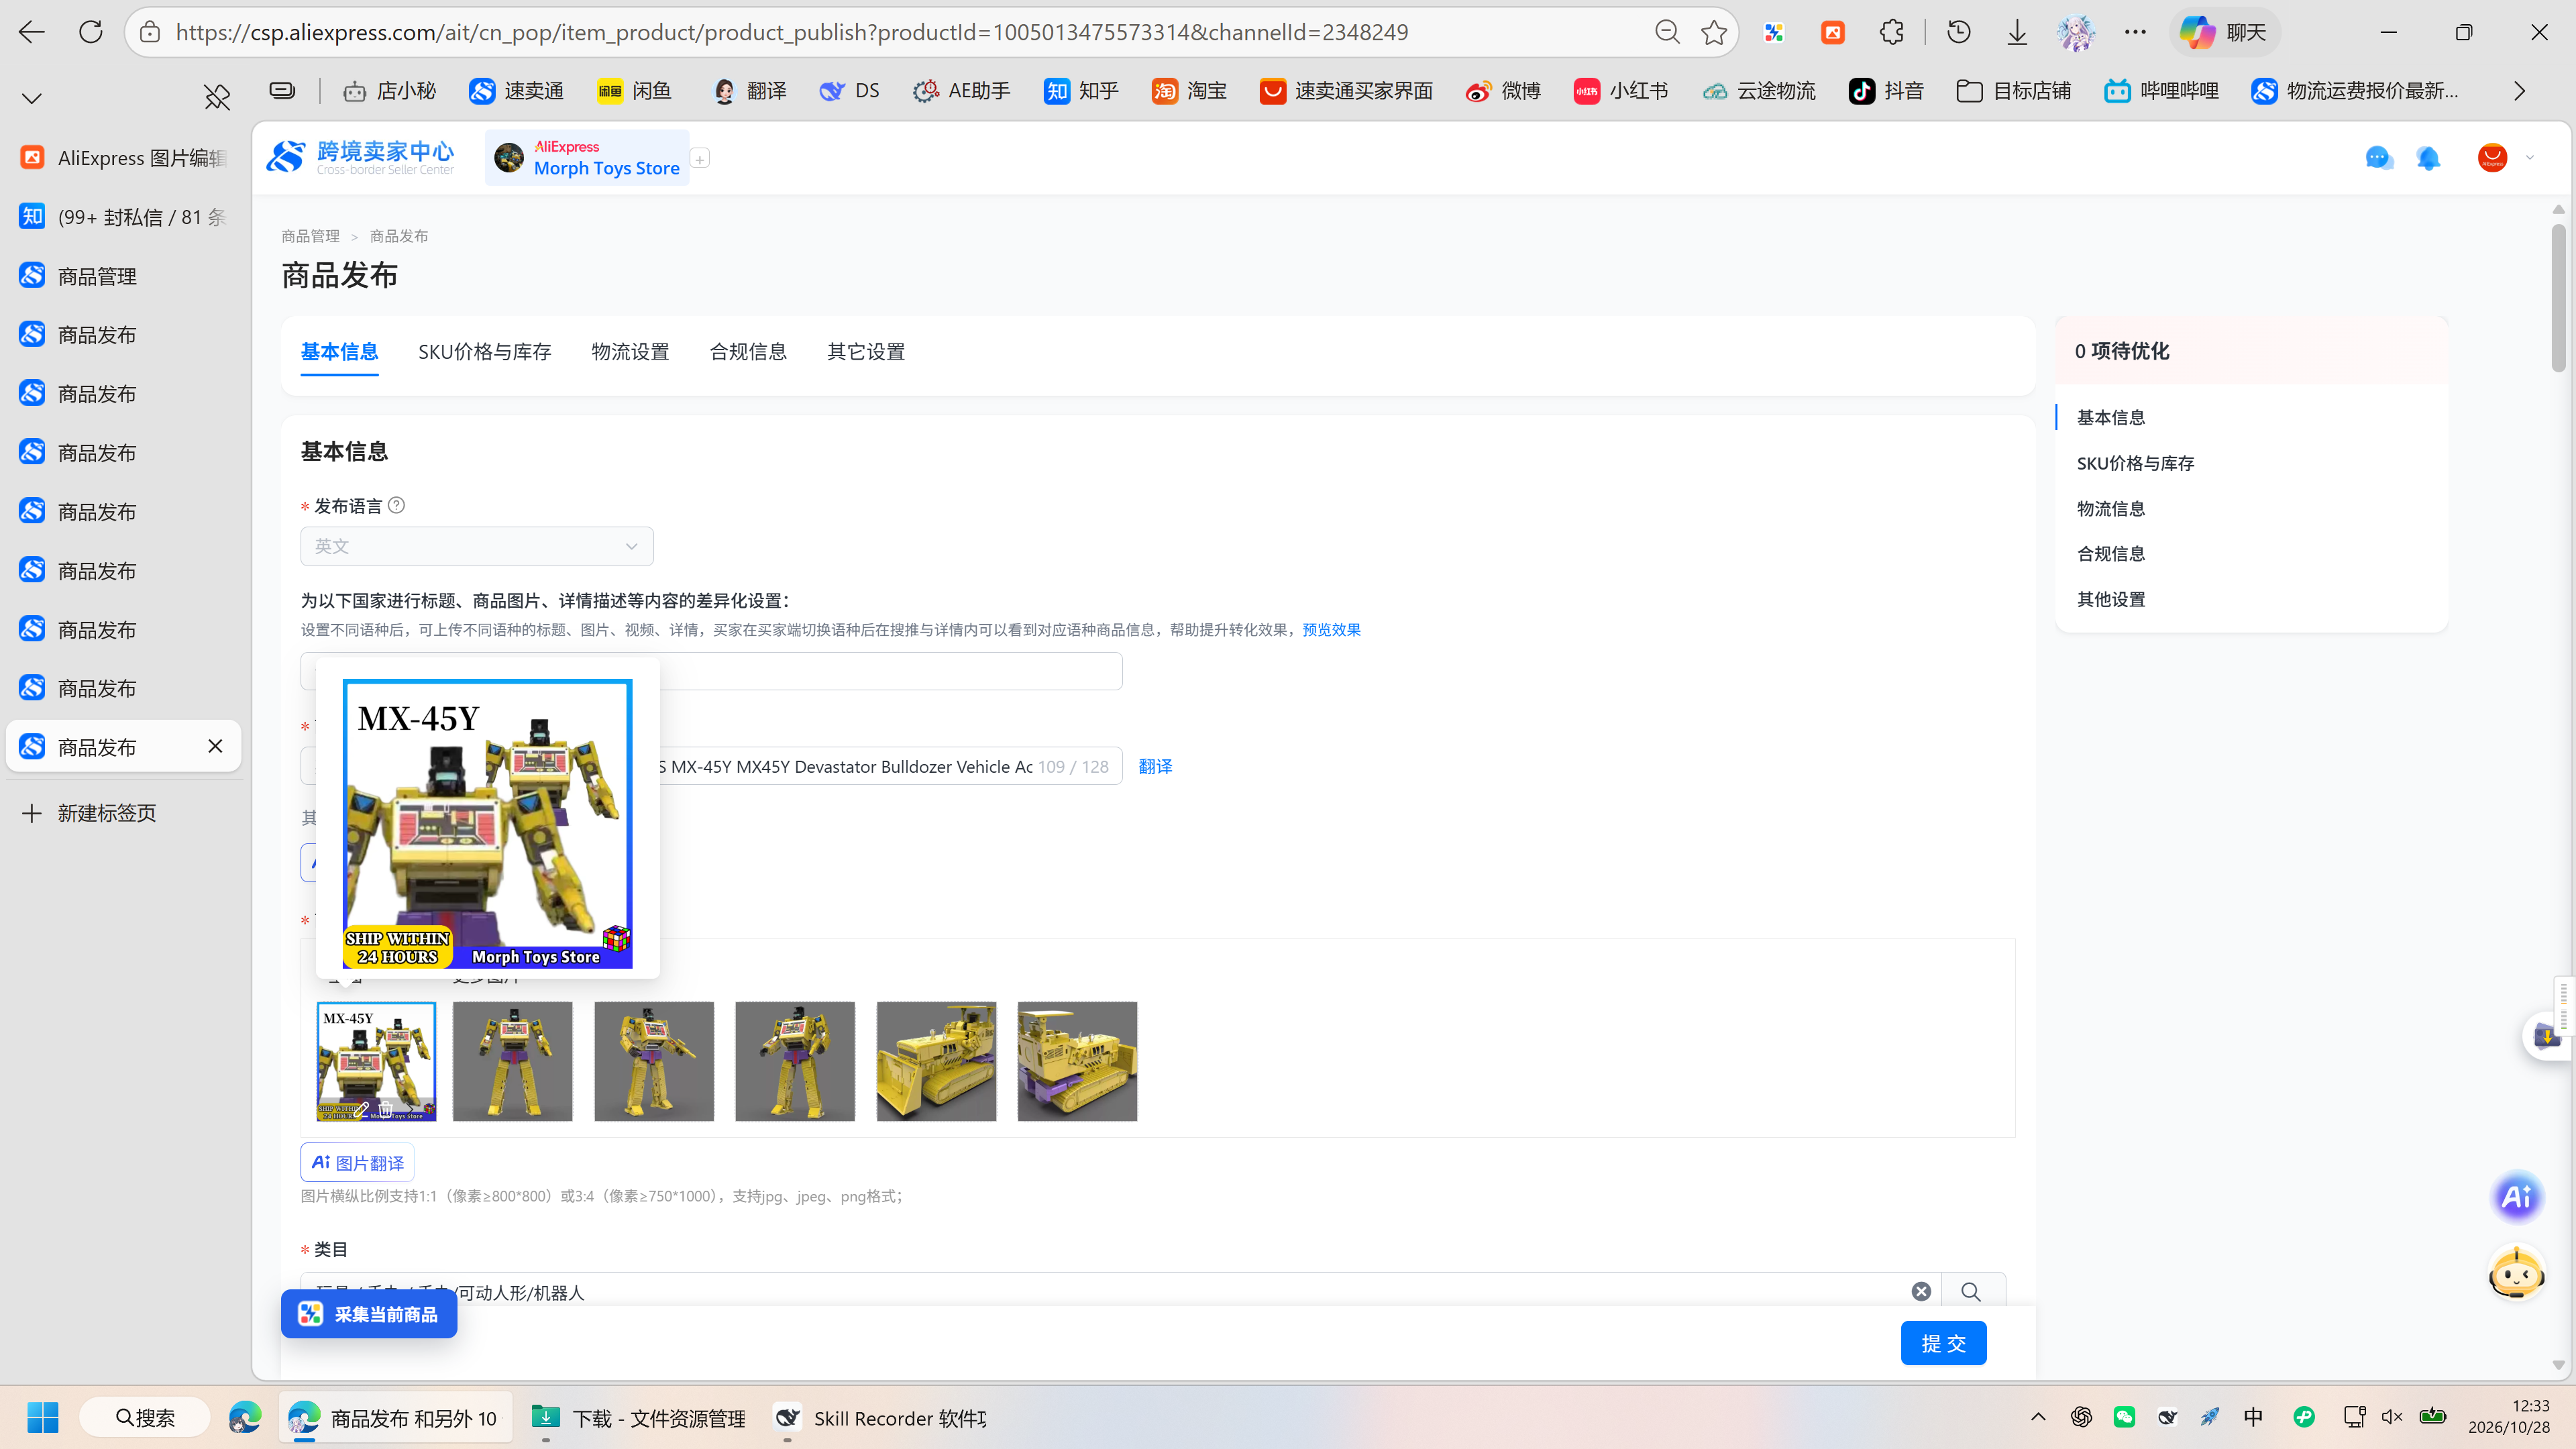 https://csp.aliexpress.com/ait/cn_pop/item_product/product_publish?productId=1005013475573314&channelId=2348249
聊天
店小秘
速卖通
闲鱼
翻译
DS
AE助手
知乎
淘宝
速卖通买家界面
微博
小红书
云途物流
抖音
目标店铺
哔哩哔哩
物流运费报价最新...
AliExpress 图片编辑
(99+ 封私信 / 81 条
商品管理
商品发布
商品发布
商品发布
商品发布
商品发布
商品发布
商品发布
商品发布
新建标签页
跨境卖家中心
Cross-border Seller Center
AliExpress
Morph Toys Store
商品管理 > 商品发布
商品发布
基本信息
SKU价格与库存
物流设置
合规信息
其它设置
0 项待优化
基本信息
SKU价格与库存
物流信息
合规信息
其他设置
基本信息
* 发布语言
英文
为以下国家进行标题、商品图片、详情描述等内容的差异化设置：
设置不同语种后，可上传不同语种的标题、图片、视频、详情，买家在买家端切换语种后在搜推与详情内可以看到对应语种商品信息，帮助提升转化效果，预览效果
MX-45Y
SHIP WITHIN
24 HOURS
Morph Toys Store
S MX-45Y MX45Y Devastator Bulldozer Vehicle Ac 109 / 128
翻译
其
MX-45Y
Ai 图片翻译
图片横纵比例支持1:1（像素≥800*800）或3:4（像素≥750*1000），支持jpg、jpeg、png格式；
* 类目
/可动人形/机器人
采集当前商品
提 交
Ai
搜索
商品发布 和另外 10
下载 - 文件资源管理
Skill Recorder 软件功
中
12:33
2026/10/28